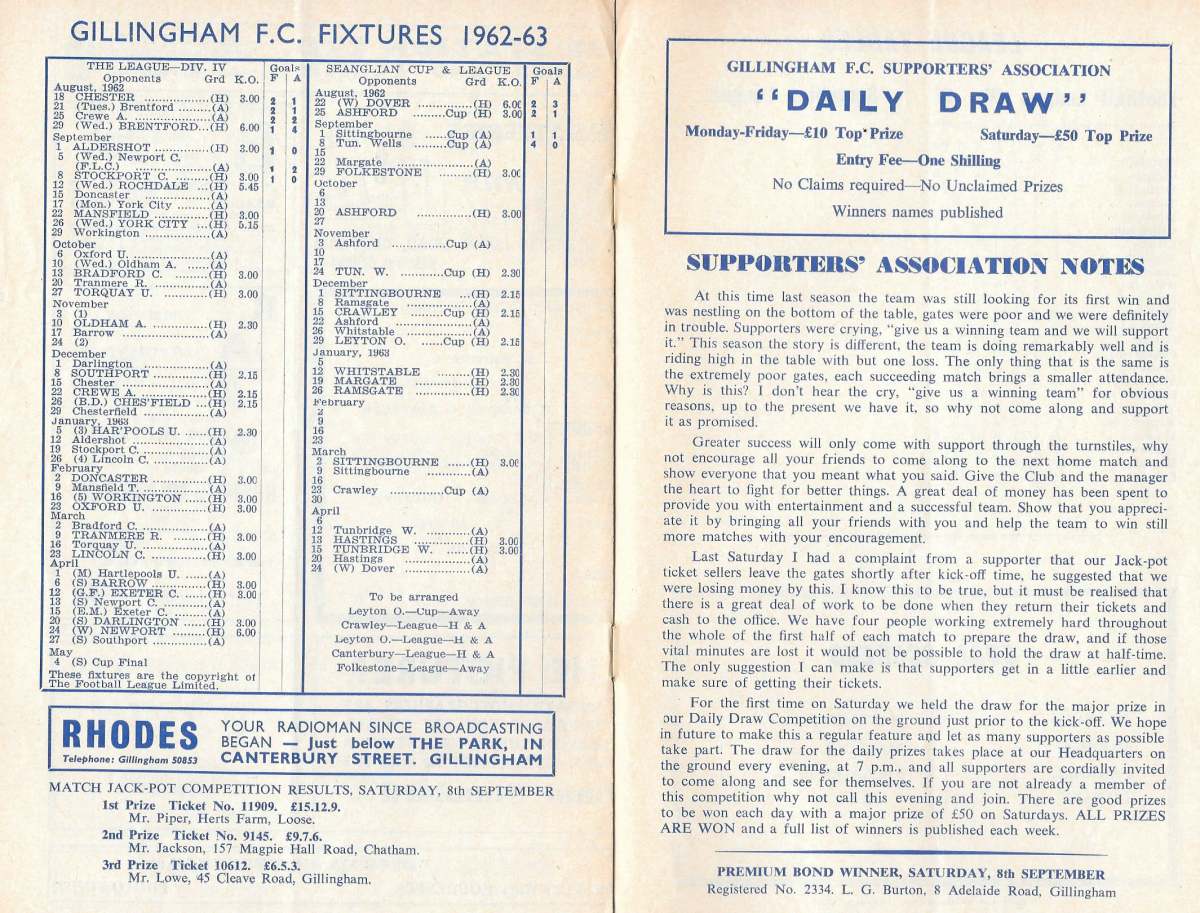 GILLINGHAM F.C. FIXTURES 1962-63
THE LEAGUE—DIV. IV Goals
Opponents Grd K.O. F A
August, 1962
18 CHESTER ................(H) 3.00 2 1
21 (Tues.) Brentford ........(A) 2 1
25 Crewe A. ................(A) 2 2
29 (Wed.) BRENTFORD...(H) 6.00 1 4
September
1 ALDERSHOT ..............(H) 3.00 1 0
5 (Wed.) Newport C.
(F.L.C.) ..................(A) 1 2
8 STOCKPORT C. ..........(H) 3.00 1 0
12 (Wed.) ROCHDALE ...(H) 5.45
15 Doncaster ................(A)
17 (Mon.) York City ........(A)
22 MANSFIELD ..............(H) 3.00
26 (Wed.) YORK CITY ...(H) 5.15
29 Workington ................(A)
October
6 Oxford U. ..................(A)
10 (Wed.) Oldham A. ......(A)
13 BRADFORD C. ..........(H) 3.00
20 Tranmere R. ..............(A)
27 TORQUAY U. ............(H) 3.00
November
3 (1)
10 OLDHAM A. ..............(H) 2.30
17 Barrow ....................(A)
24 (2)
December
1 Darlington ................(A)
8 SOUTHPORT ............(H) 2.15
15 Chester ....................(A)
22 CREWE A. ................(H) 2.15
26 (B.D.) CHES'FIELD ...(H) 2.15
29 Chesterfield ................(A)
January, 1963
5 (3) HAR'POOLS U. ......(H) 2.30
12 Aldershot ..................(A)
19 Stockport C. ..............(A)
26 (4) Lincoln C. ............(A)
February
2 DONCASTER ............(H) 3.00
9 Mansfield T. ..............(A)
16 (5) WORKINGTON ......(H) 3.00
23 OXFORD U. ..............(H) 3.00
March
2 Bradford C. ................(A)
9 TRANMERE R. ..........(H) 3.00
16 Torquay U. ................(A)
23 LINCOLN C. ..............(H) 3.00
April
1 (M) Hartlepools U. ......(A)
6 (S) BARROW ............(H) 3.00
12 (G.F.) EXETER C. ......(H) 3.00
13 (S) Newport C. ..........(A)
15 (E.M.) Exeter C. ........(A)
20 (S) DARLINGTON ......(H) 3.00
24 (W) NEWPORT ..........(H) 6.00
27 (S) Southport ..............(A)
May
4 (S) Cup Final
These fixtures are the copyright of
The Football League Limited.
SEANGLIAN CUP & LEAGUE Goals
Opponents Grd K.O. F A
August, 1962
22 (W) DOVER ..............(H) 6.00 2 3
25 ASHFORD ........Cup (H) 3.00 2 1
September
1 Sittingbourne ......Cup (A) 1 1
8 Tun. Wells ........Cup (A) 4 0
15
22 Margate ..................(A)
29 FOLKESTONE ..........(H) 3.00
October
6
13
20 ASHFORD ..............(H) 3.00
27
November
3 Ashford ..............Cup (A)
10
17
24 TUN. W. ............Cup (H) 2.30
December
1 SITTINGBOURNE ...(H) 2.15
8 Ramsgate ................(A)
15 CRAWLEY ........Cup (H) 2.15
22 Ashford ..................(A)
26 Whitstable ................(A)
29 LEYTON O. ......Cup (H) 2.15
January, 1963
5
12 WHITSTABLE ..........(H) 2.30
19 MARGATE ..............(H) 2.30
26 RAMSGATE ............(H) 2.30
February
2
9
16
23
March
2 SITTINGBOURNE ......(H) 3.00
9 Sittingbourne ............(A)
16
23 Crawley ..............Cup (A)
30
April
6
12 Tunbridge W. ............(A)
13 HASTINGS ..............(H) 3.00
15 TUNBRIDGE W. ......(H) 3.00
20 Hastings ..................(A)
24 (W) Dover ................(A)
To be arranged
Leyton O.—Cup—Away
Crawley—League—H & A
Leyton O.—League—H & A
Canterbury—League—H & A
Folkestone—League—Away
RHODES
Telephone: Gillingham 50853
YOUR RADIOMAN SINCE BROADCASTING
BEGAN — Just below THE PARK, IN
CANTERBURY STREET. GILLINGHAM
MATCH JACK-POT COMPETITION RESULTS, SATURDAY, 8th SEPTEMBER
1st Prize Ticket No. 11909. £15.12.9.
Mr. Piper, Herts Farm, Loose.
2nd Prize Ticket No. 9145. £9.7.6.
Mr. Jackson, 157 Magpie Hall Road, Chatham.
3rd Prize Ticket 10612. £6.5.3.
Mr. Lowe, 45 Cleave Road, Gillingham.
GILLINGHAM F.C. SUPPORTERS' ASSOCIATION
“DAILY DRAW”
Monday-Friday—£10 Top Prize Saturday—£50 Top Prize
Entry Fee—One Shilling
No Claims required—No Unclaimed Prizes
Winners names published
SUPPORTERS' ASSOCIATION NOTES
At this time last season the team was still looking for its first win and
was nestling on the bottom of the table, gates were poor and we were definitely
in trouble. Supporters were crying, “give us a winning team and we will support
it.” This season the story is different, the team is doing remarkably well and is
riding high in the table with but one loss. The only thing that is the same is
the extremely poor gates, each succeeding match brings a smaller attendance.
Why is this? I don't hear the cry, “give us a winning team” for obvious
reasons, up to the present we have it, so why not come along and support
it as promised.
Greater success will only come with support through the turnstiles, why
not encourage all your friends to come along to the next home match and
show everyone that you meant what you said. Give the Club and the manager
the heart to fight for better things. A great deal of money has been spent to
provide you with entertainment and a successful team. Show that you appreci-
ate it by bringing all your friends with you and help the team to win still
more matches with your encouragement.
Last Saturday I had a complaint from a supporter that our Jack-pot
ticket sellers leave the gates shortly after kick-off time, he suggested that we
were losing money by this. I know this to be true, but it must be realised that
there is a great deal of work to be done when they return their tickets and
cash to the office. We have four people working extremely hard throughout
the whole of the first half of each match to prepare the draw, and if those
vital minutes are lost it would not be possible to hold the draw at half-time.
The only suggestion I can make is that supporters get in a little earlier and
make sure of getting their tickets.
For the first time on Saturday we held the draw for the major prize in
our Daily Draw Competition on the ground just prior to the kick-off. We hope
in future to make this a regular feature and let as many supporters as possible
take part. The draw for the daily prizes takes place at our Headquarters on
the ground every evening, at 7 p.m., and all supporters are cordially invited
to come along and see for themselves. If you are not already a member of
this competition why not call this evening and join. There are good prizes
to be won each day with a major prize of £50 on Saturdays. ALL PRIZES
ARE WON and a full list of winners is published each week.
PREMIUM BOND WINNER, SATURDAY, 8th SEPTEMBER
Registered No. 2334. L. G. Burton, 8 Adelaide Road, Gillingham